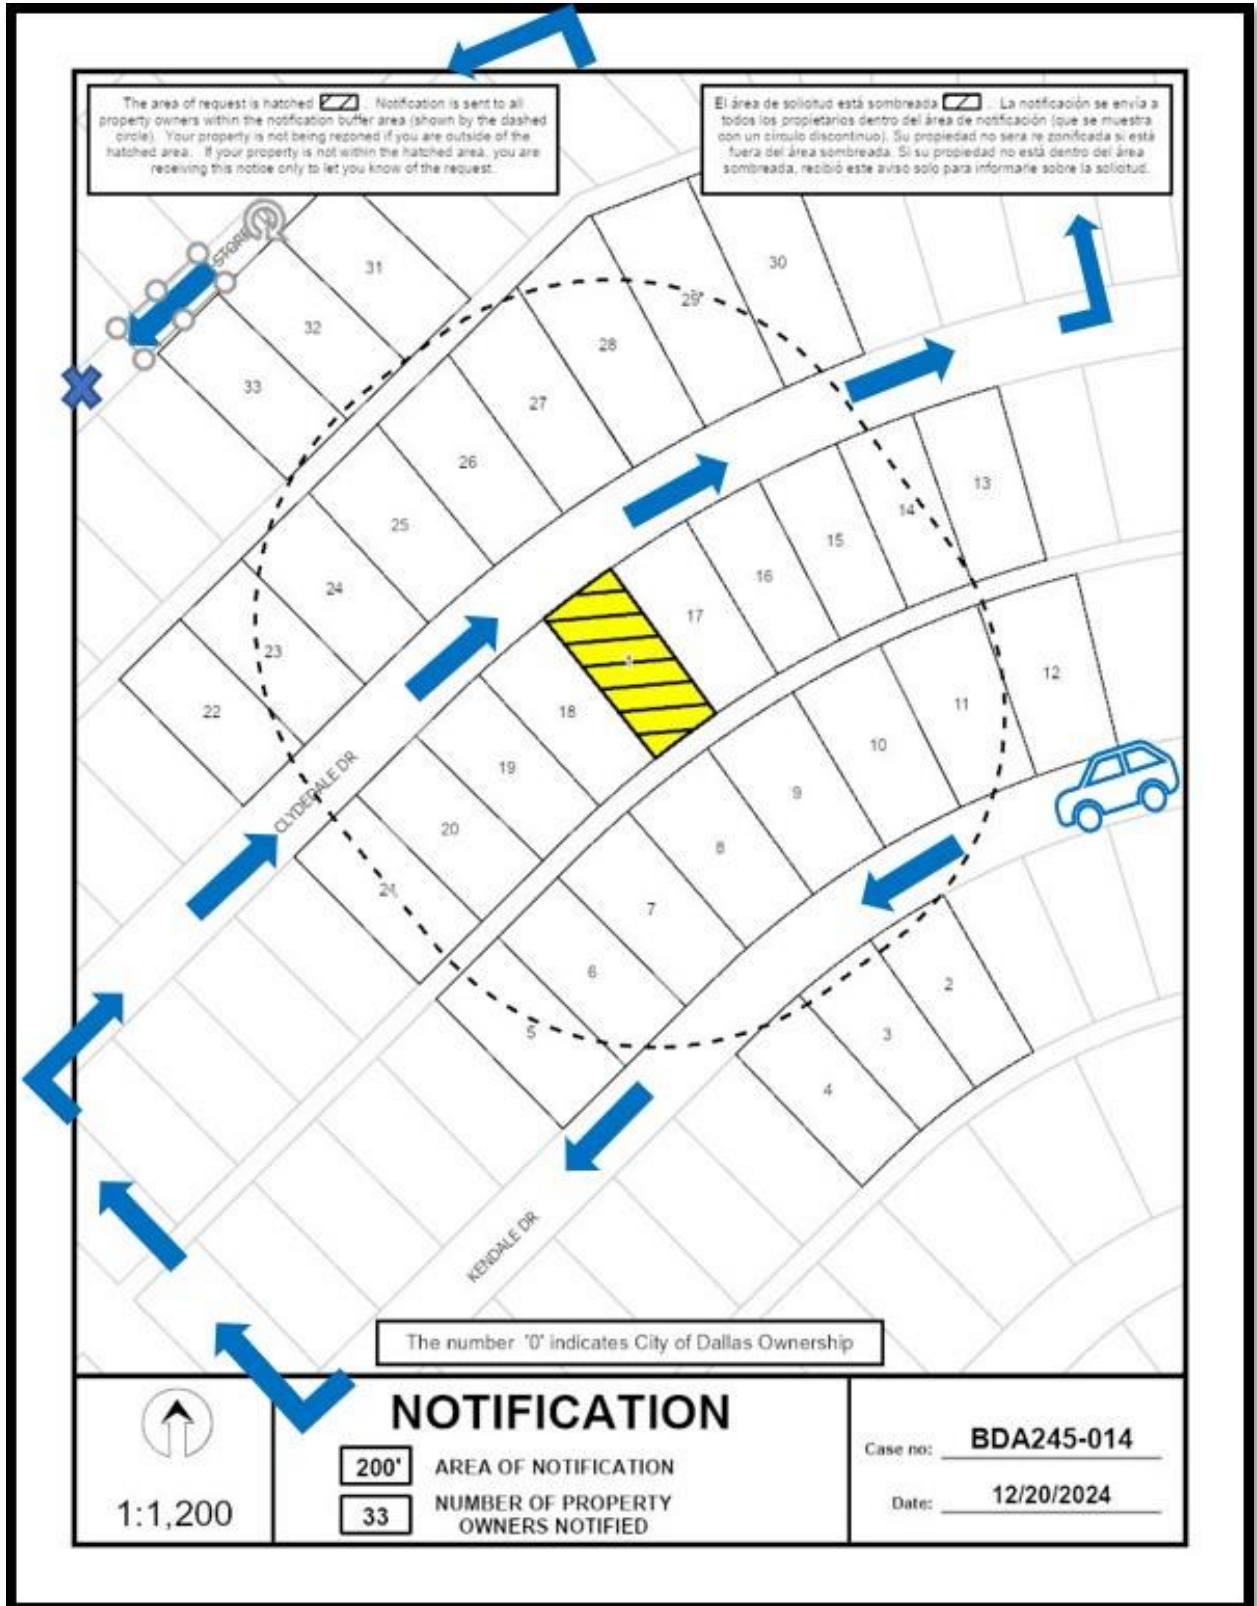 The area of request is hatched . Notification is sent to all
property owners within the notification buffer area (shown by the dashed
circle). Your property is not being rezoned if you are outside of the
hatched area. If your property is not within the hatched area, you are
receiving this notice only to let you know of the request.
El área de solicitud está sombreada . La notificación se envía a
todos los propietarios dentro del área de notificación (que se muestra
con un círculo discontinuo). Su propiedad no sera re zonificada si está
fuera del área sombreada. Si su propiedad no está dentro del área
sombreada, recibió este aviso solo para informarle sobre la solicitud.
31
30
29
32
28
33
27
26
13
14
25
15
16
24
17
23
12
11
22
18
10
19
9
CLYDEDALE DR
20
8
21
7
6
2
5
3
4
KENDALE DR
The number '0' indicates City of Dallas Ownership
1:1,200
NOTIFICATION
200' AREA OF NOTIFICATION
33 NUMBER OF PROPERTY
OWNERS NOTIFIED
Case no: BDA245-014
Date: 12/20/2024